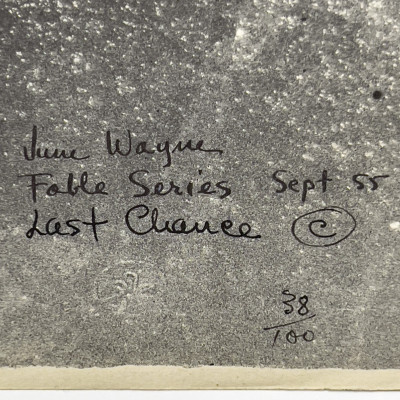 June Wayne
Fable Series Sept 55
Last Chance ©
38
100